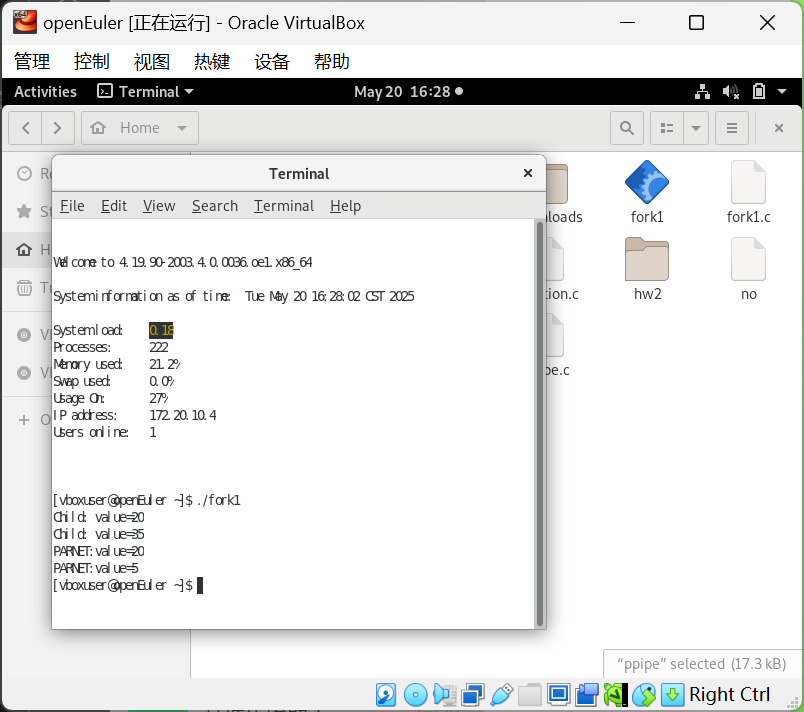 openEuler [正在运行] - Oracle VirtualBox
管理 控制 视图 热键 设备 帮助
Activities Terminal May 20 16:28
Home
Terminal
File Edit View Search Terminal Help
loads fork1 fork1.c
Welcome to 4.19.90-2003.4.0.0036.oe1.x86_64
System information as of time: Tue May 20 16:28:02 CST 2025
tion.c hw2 no
System load: 0.18
Processes: 222
Memory used: 21.2%
Swap used: 0.0%
Usage On: 27%
IP address: 172.20.10.4
Users online: 1
pe.c
[vboxuser@openEuler ~]$ ./fork1
Child: value=20
Child: value=35
PARNET:value=20
PARNET:value=5
[vboxuser@openEuler ~]$
"ppipe" selected (17.3 kB)
Right Ctrl